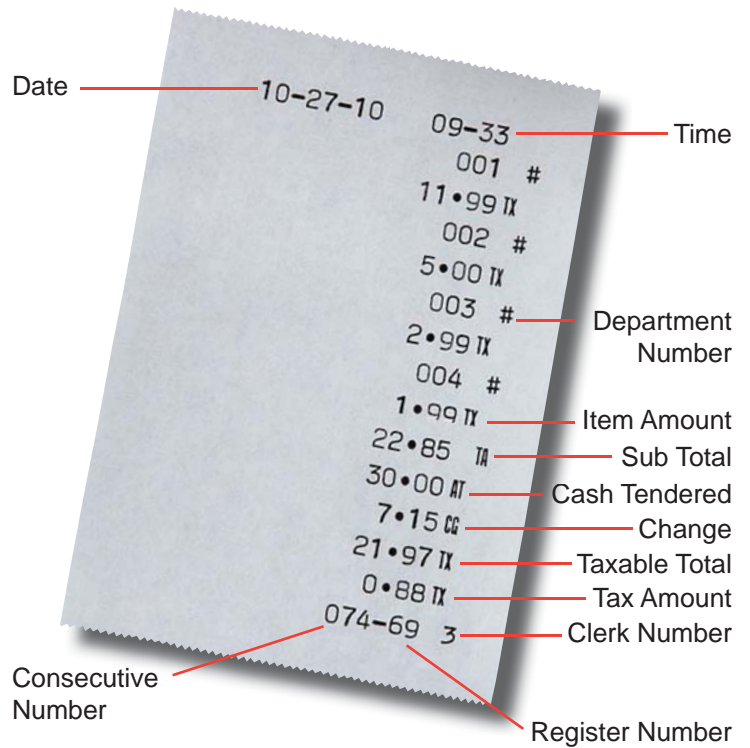 Date
10-27-10 09-33
Time
001 #
11•99 TX
002 #
5•00 TX
003 #
Department
Number
2•99 TX
004 #
1•99 TX
Item Amount
22•85 TA
Sub Total
30•00 AT
Cash Tendered
7•15 CG
Change
21•97 TX
Taxable Total
0•88 TX
Tax Amount
074-69 3
Clerk Number
Consecutive
Number
Register Number